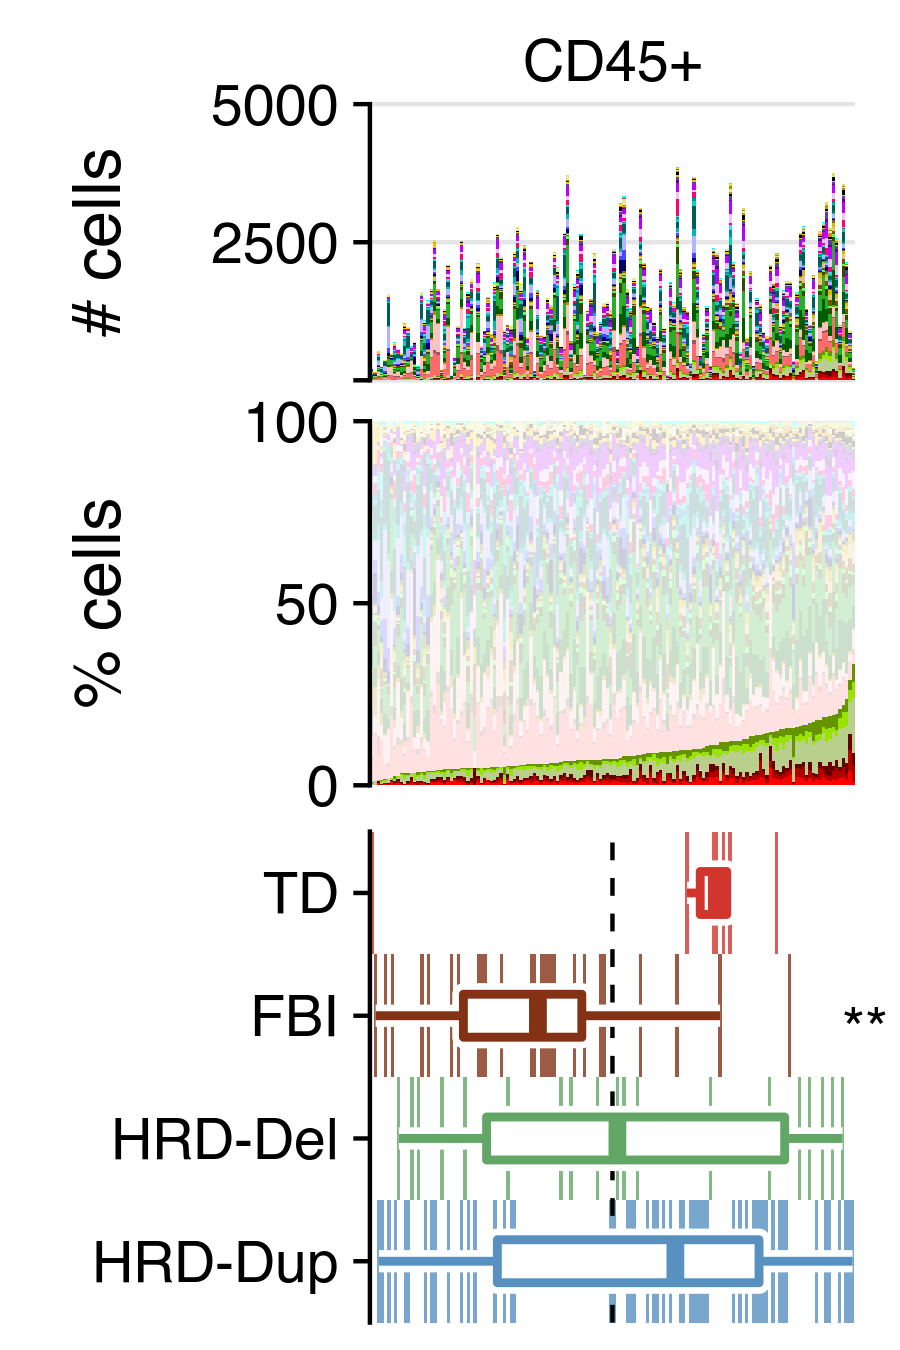 CD45+
5000
# cells
2500
100
% cells
50
0
TD
FBI
**
HRD-Del
HRD-Dup